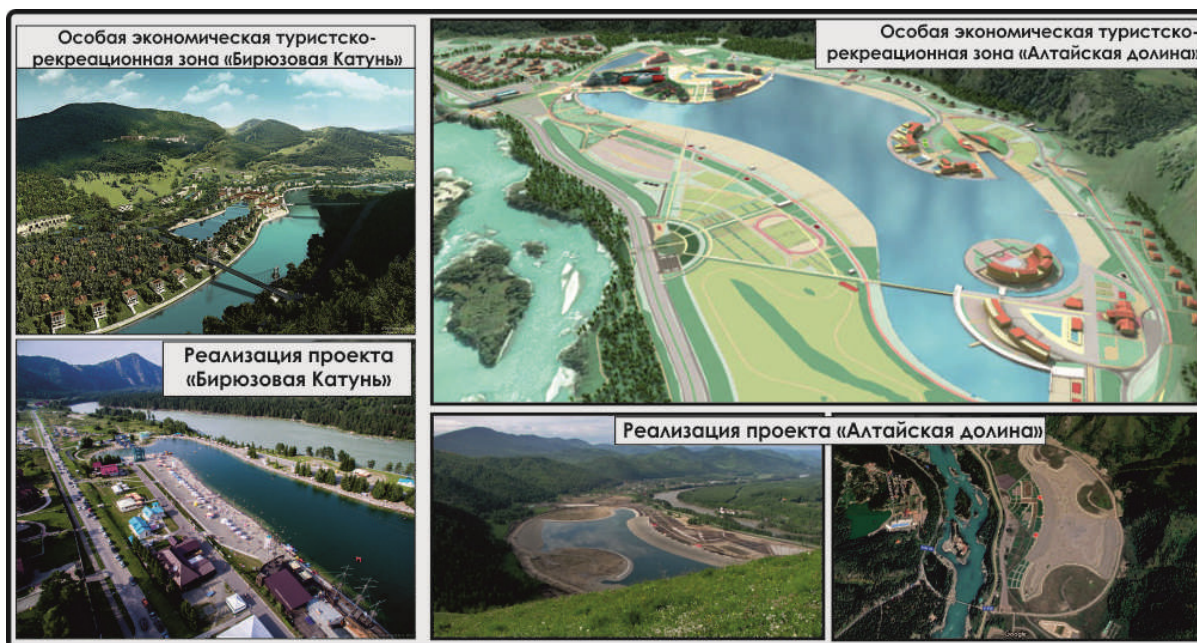 Особая экономическая туристско-
рекреационная зона «Бирюзовая Катунь»
Особая экономическая туристско-
рекреационная зона «Алтайская долина»
Реализация проекта
«Бирюзовая Катунь»
Реализация проекта «Алтайская долина»
Google